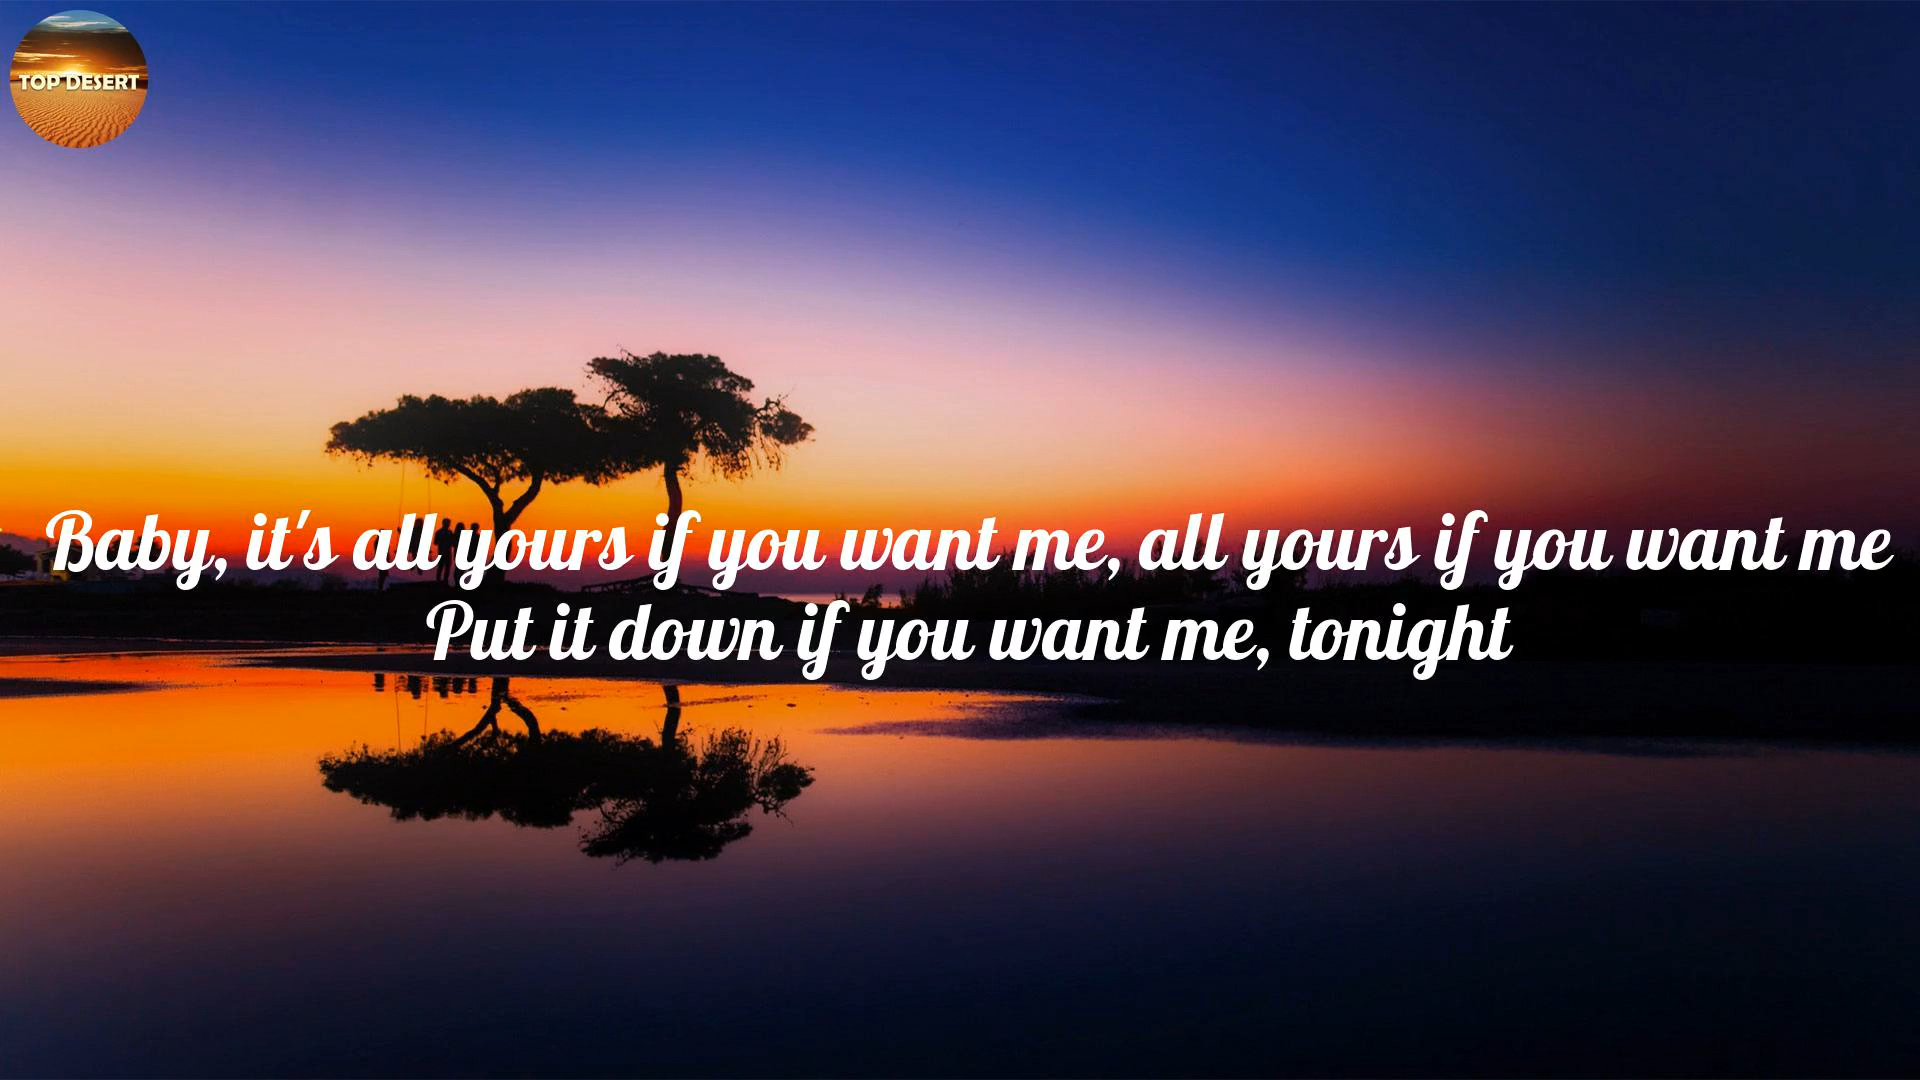 TOP DESERT
Baby, it's all yours if you want me, all yours if you want me
Put it down if you want me, tonight